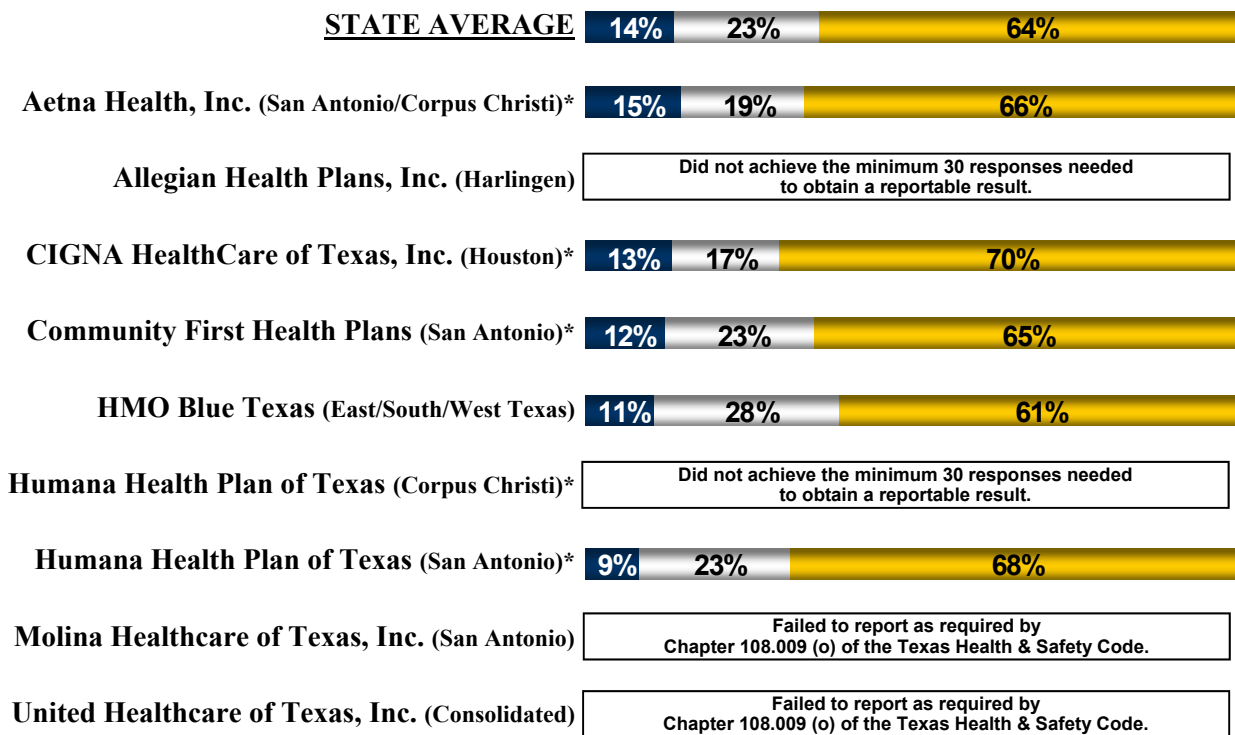 STATE AVERAGE 14% 23% 64%
Aetna Health, Inc. (San Antonio/Corpus Christi)* 15% 19% 66%
Allegian Health Plans, Inc. (Harlingen) Did not achieve the minimum 30 responses needed
to obtain a reportable result.
CIGNA HealthCare of Texas, Inc. (Houston)* 13% 17% 70%
Community First Health Plans (San Antonio)* 12% 23% 65%
HMO Blue Texas (East/South/West Texas) 11% 28% 61%
Humana Health Plan of Texas (Corpus Christi)* Did not achieve the minimum 30 responses needed
to obtain a reportable result.
Humana Health Plan of Texas (San Antonio)* 9% 23% 68%
Molina Healthcare of Texas, Inc. (San Antonio) Failed to report as required by
Chapter 108.009 (o) of the Texas Health & Safety Code.
United Healthcare of Texas, Inc. (Consolidated) Failed to report as required by
Chapter 108.009 (o) of the Texas Health & Safety Code.